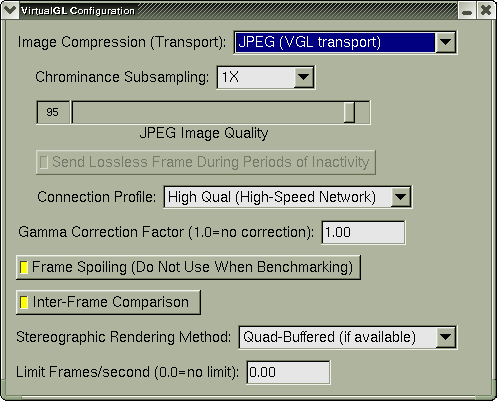 VirtualGL Configuration
Image Compression (Transport): JPEG (VGL transport)
Chrominance Subsampling: 1X
95
JPEG Image Quality
Send Lossless Frame During Periods of Inactivity
Connection Profile: High Qual (High-Speed Network)
Gamma Correction Factor (1.0=no correction): 1.00
Frame Spoiling (Do Not Use When Benchmarking)
Inter-Frame Comparison
Stereographic Rendering Method: Quad-Buffered (if available)
Limit Frames/second (0.0=no limit): 0.00